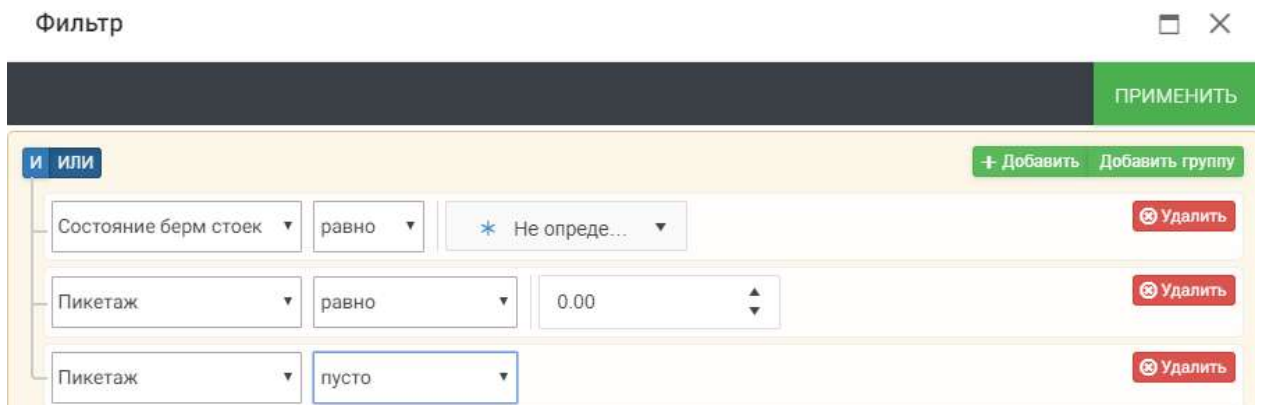 Фильтр
ПРИМЕНИТЬ
И ИЛИ + Добавить Добавить группу
Состояние берм стоек равно Не опреде... Удалить
Пикетаж равно 0.00 Удалить
Пикетаж пусто Удалить